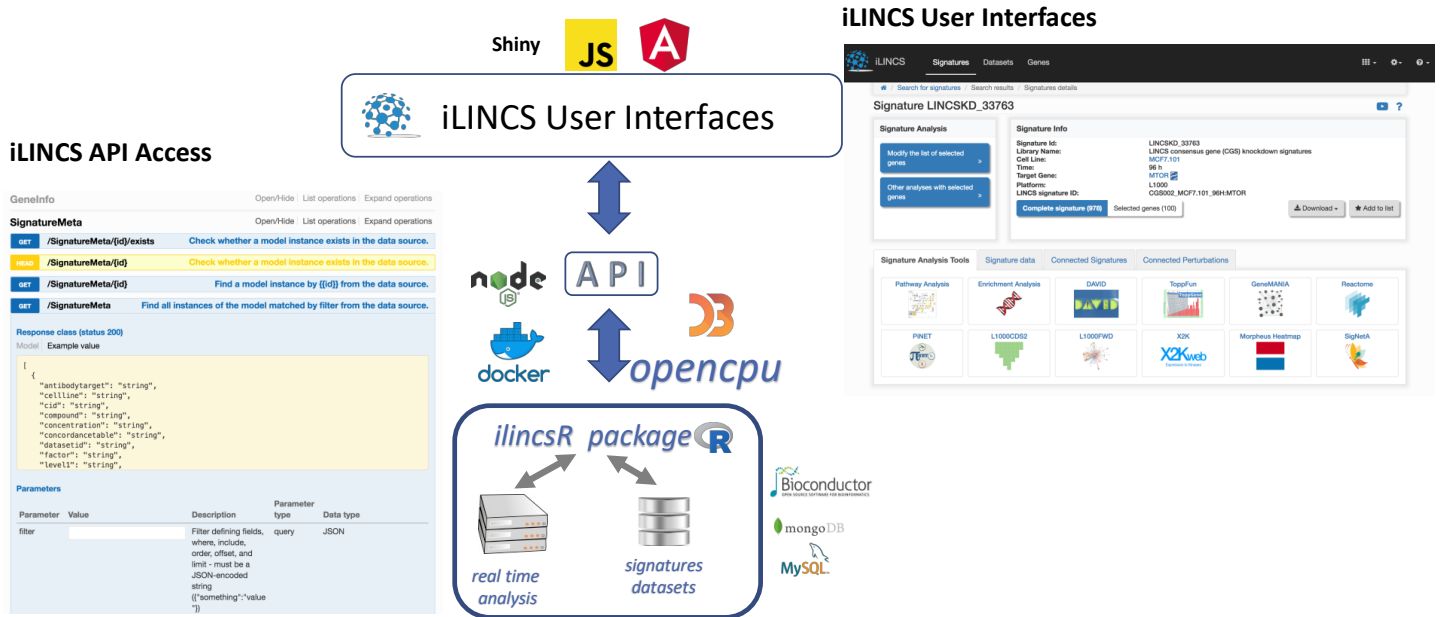 iLINCS API Access
GeneInfo Open/Hide List operations Expand operations
SignatureMeta Open/Hide List operations Expand operations
GET /SignatureMeta/{id}/exists Check whether a model instance exists in the data source.
HEAD /SignatureMeta/{id} Check whether a model instance exists in the data source.
GET /SignatureMeta/{id} Find a model instance by {{id}} from the data source.
GET /SignatureMeta Find all instances of the model matched by filter from the data source.
Response class (status 200)
Model Example value
[
{
"antibodytarget": "string",
"cellline": "string",
"cid": "string",
"compound": "string",
"concentration": "string",
"concordancetable": "string",
"datasetid": "string",
"factor": "string",
"level1": "string",
Parameters
Parameter Value Description Parameter type Data type
filter Filter defining fields, query JSON
where, include,
order, offset, and
limit - must be a
JSON-encoded
string
({"something":"value
"})
Shiny
JS
A
iLINCS User Interfaces
node
JS
API
docker
D3
opencpu
ilincsR package R
real time
analysis
signatures
datasets
Bioconductor
OPEN SOURCE SOFTWARE FOR BIOINFORMATICS
mongoDB
MySQL
iLINCS User Interfaces
iLINCS Signatures Datasets Genes
/ Search for signatures / Search results / Signatures details
Signature LINCSKD_33763 ?
Signature Analysis
Modify the list of selected
genes >
Other analyses with selected
genes >
Signature Info
Signature Id: LINCSKD_33763
Library Name: LINCS consensus gene (CGS) knockdown signatures
Cell Line: MCF7.101
Time: 96 h
Target Gene: MTOR
Platform: L1000
LINCS signature ID: CGS002_MCF7.101_96H:MTOR
Complete signature (978) Selected genes (100) Download Add to list
Signature Analysis Tools Signature data Connected Signatures Connected Perturbations
Pathway Analysis Enrichment Analysis DAVID ToppFun GeneMANIA Reactome
DAVID
PiNET L1000CDS2 L1000FWD X2K Morpheus Heatmap SigNetA
X2Kweb